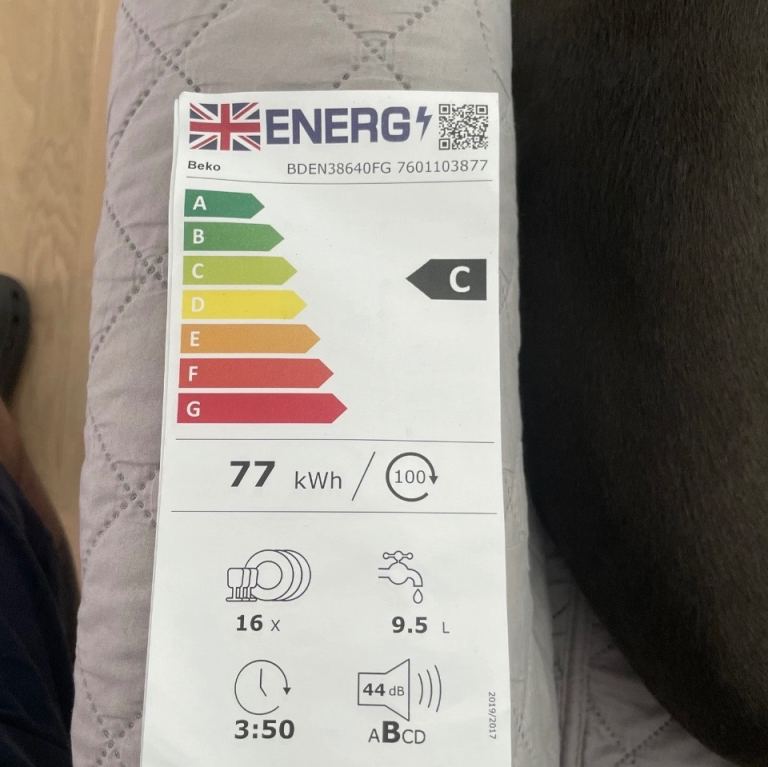 ENERG
Beko BDEN38640FG 7601103877
A
B
C
C
D
E
F
G
77 kWh / 100
16 x 9.5 L
44 dB
3:50 ABCD
2019/2017